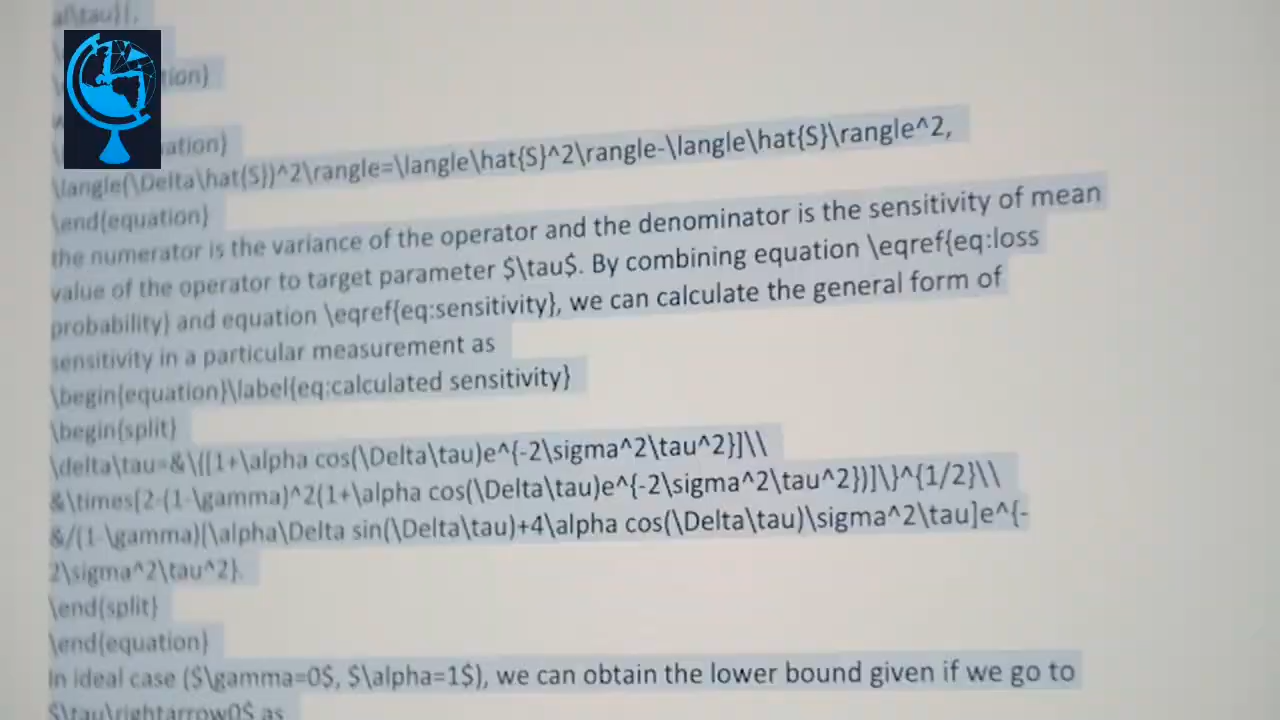 \langle(\Delta\hat{S})^2\rangle=\langle\hat{S}^2\rangle-\langle\hat{S}\rangle^2,
\end{equation}
the numerator is the variance of the operator and the denominator is the sensitivity of mean
value of the operator to target parameter $\tau$. By combining equation \eqref{eq:loss
probability} and equation \eqref{eq:sensitivity}, we can calculate the general form of
sensitivity in a particular measurement as
\begin{equation}\label{eq:calculated sensitivity}
\begin{split}
\delta\tau=&\{[1+\alpha cos(\Delta\tau)e^{-2\sigma^2\tau^2}]\\
&\times[2-(1-\gamma)^2(1+\alpha cos(\Delta\tau)e^{-2\sigma^2\tau^2})]\}^{1/2}\\
&/(1-\gamma)[\alpha\Delta sin(\Delta\tau)+4\alpha cos(\Delta\tau)\sigma^2\tau]e^{-
2\sigma^2\tau^2}.
\end{split}
\end{equation}
In ideal case ($\gamma=0$, $\alpha=1$), we can obtain the lower bound given if we go to
$\tau\rightarrow0$ as